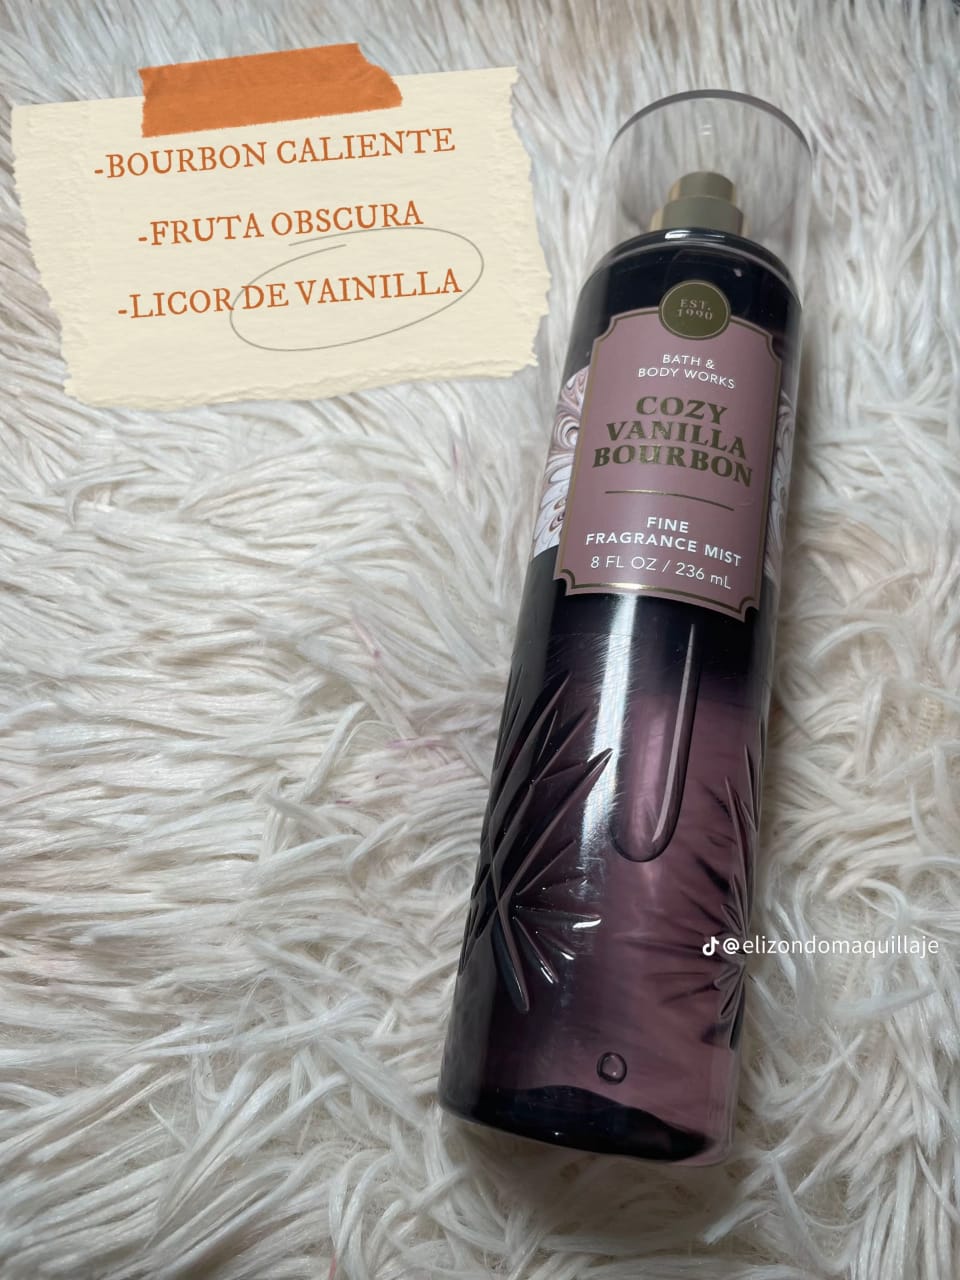 -BOURBON CALIENTE
-FRUTA OBSCURA
-LICOR DE VAINILLA
EST.
1990
BATH &
BODY WORKS
COZY
VANILLA
BOURBON
FINE
FRAGRANCE MIST
8 FL OZ / 236 mL
@elizondomaquillaje